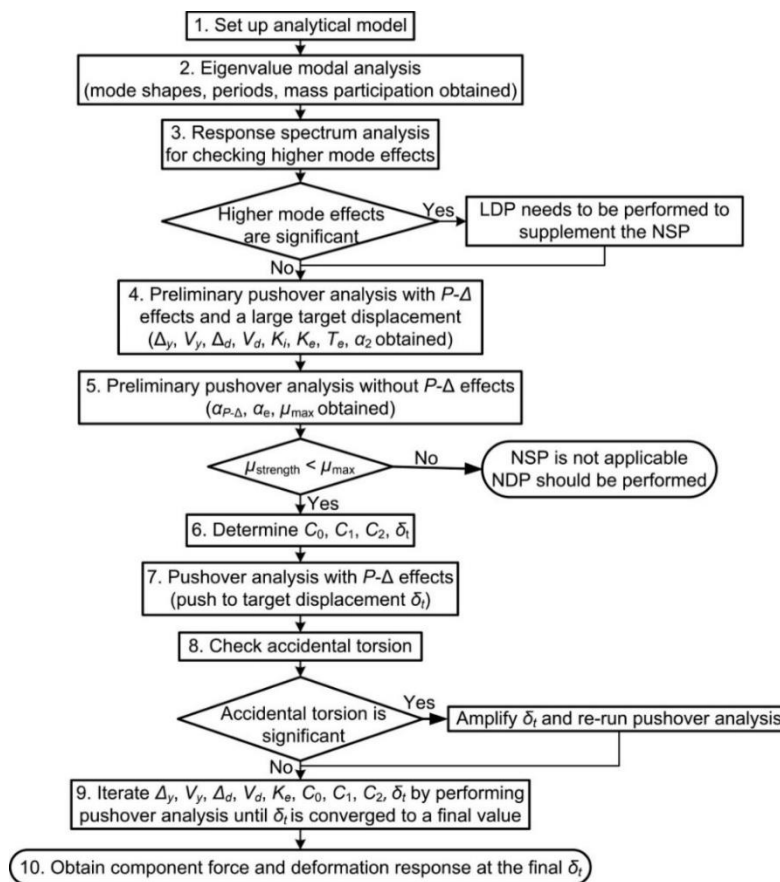 1. Set up analytical model
2. Eigenvalue modal analysis
(mode shapes, periods, mass participation obtained)
3. Response spectrum analysis
for checking higher mode effects
Higher mode effects
are significant
Yes
LDP needs to be performed to
supplement the NSP
No
4. Preliminary pushover analysis with P-Δ
effects and a large target displacement
(Δy, Vy, Δd, Vd, Ki, Ke, Te, α2 obtained)
5. Preliminary pushover analysis without P-Δ effects
(αP-Δ, αe, μmax obtained)
μstrength < μmax
No
NSP is not applicable
NDP should be performed
Yes
6. Determine C0, C1, C2, δt
7. Pushover analysis with P-Δ effects
(push to target displacement δt)
8. Check accidental torsion
Accidental torsion is
significant
Yes
Amplify δt and re-run pushover analysis
No
9. Iterate Δy, Vy, Δd, Vd, Ke, C0, C1, C2, δt by performing
pushover analysis until δt is converged to a final value
10. Obtain component force and deformation response at the final δt